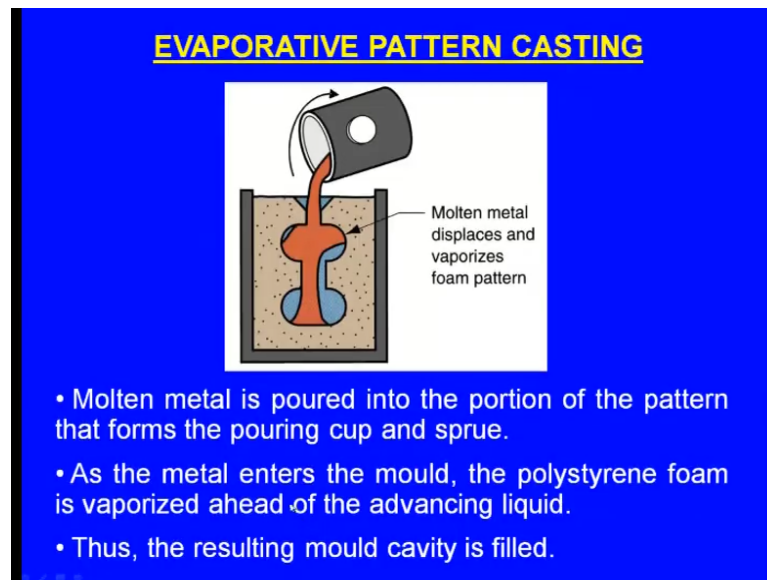 EVAPORATIVE PATTERN CASTING
Molten metal
displaces and
vaporizes
foam pattern
• Molten metal is poured into the portion of the pattern
that forms the pouring cup and sprue.
• As the metal enters the mould, the polystyrene foam
is vaporized ahead of the advancing liquid.
• Thus, the resulting mould cavity is filled.